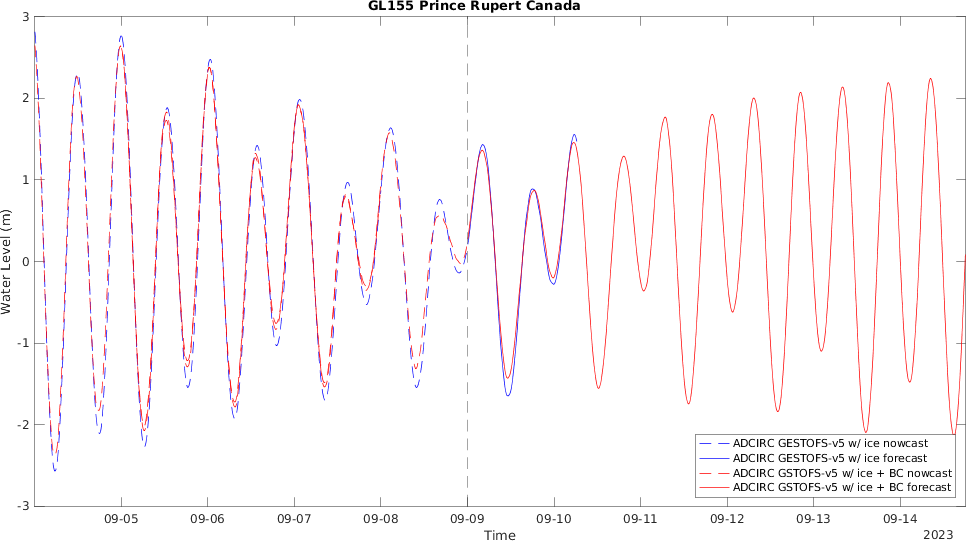 GL155 Prince Rupert Canada
3
2
1
0
-1
-2
-3
Water Level (m)
ADCIRC GESTOFS-v5 w/ ice nowcast
ADCIRC GESTOFS-v5 w/ ice forecast
ADCIRC GSTOFS-v5 w/ ice + BC nowcast
ADCIRC GSTOFS-v5 w/ ice + BC forecast
09-05 09-06 09-07 09-08 09-09 09-10 09-11 09-12 09-13 09-14
Time
2023